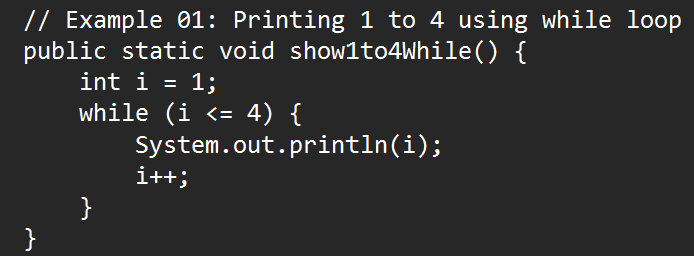 // Example 01: Printing 1 to 4 using while loop
public static void show1to4While() {
    int i = 1;
    while (i <= 4) {
        System.out.println(i);
        i++;
    }
}